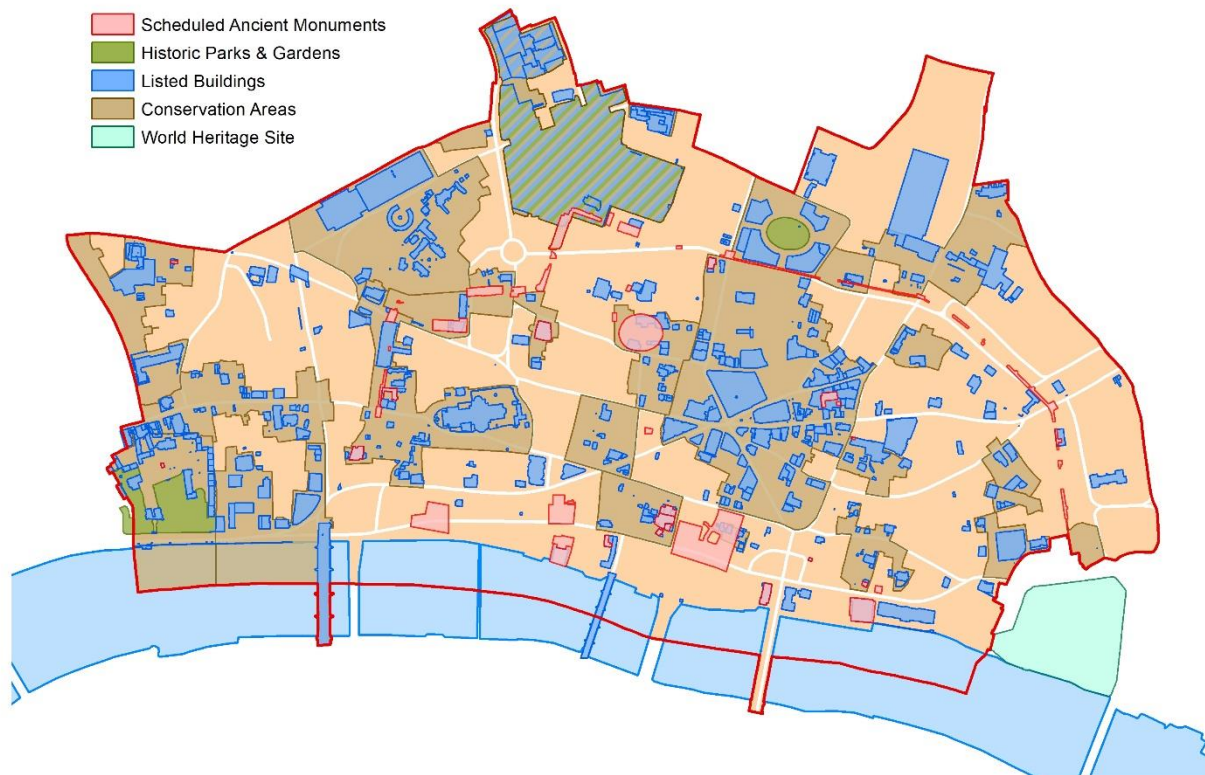 Scheduled Ancient Monuments
Historic Parks & Gardens
Listed Buildings
Conservation Areas
World Heritage Site